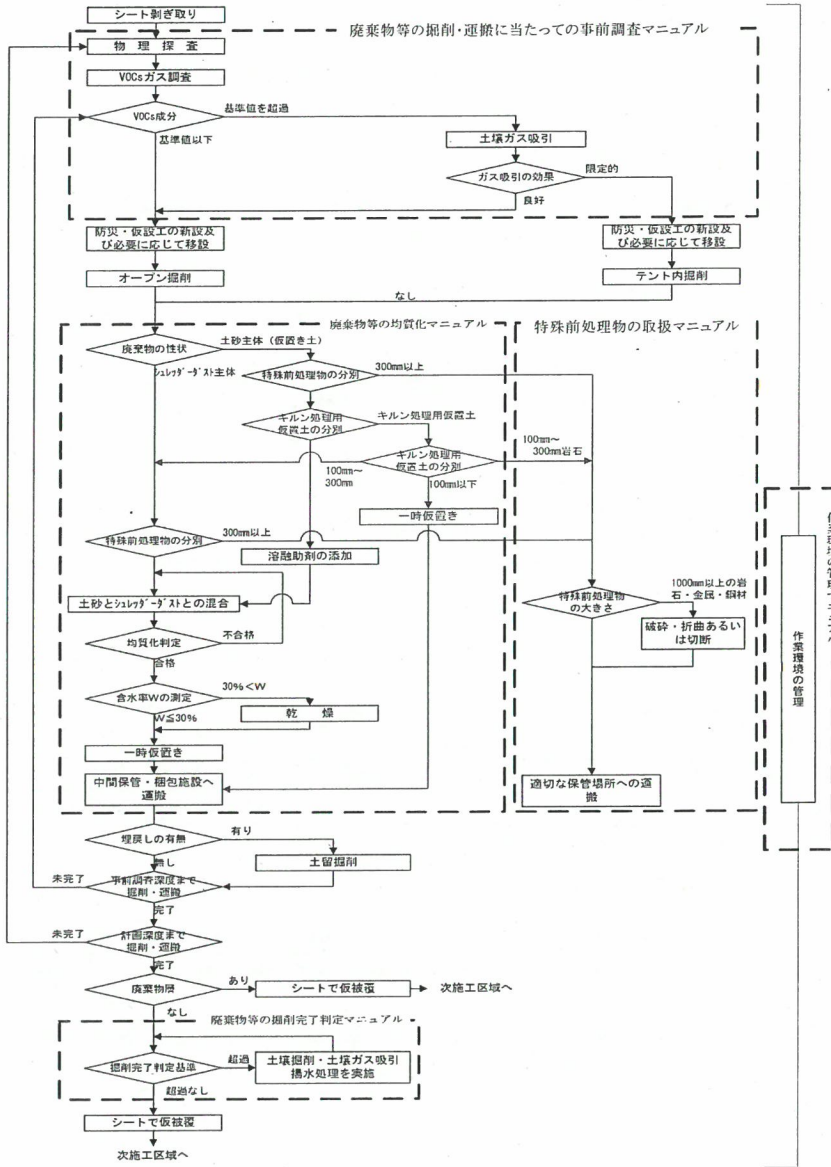 シート剥ぎ取り
廃棄物等の掘削・運搬に当たっての事前調査マニュアル
物理探査
VOCsガス調査
VOCs成分
基準値を超過
基準値以下
土壌ガス吸引
ガス吸引の効果
限定的
良好
防災・仮設工の新設及
び必要に応じて移設
防災・仮設工の新設及
び必要に応じて移設
オープン掘削
テント内掘削
なし
廃棄物等の均質化マニュアル
特殊前処理物の取扱マニュアル
廃棄物の性状
土砂主体（仮置き土）
シュレッダーダスト主体
特殊前処理物の分別
300mm以上
キルン処理用
仮置土の分別
キルン処理用仮置土
キルン処理用
仮置土の分別
100mm～
300mm岩石
100mm～
300mm
100mm以下
一時仮置き
特殊前処理物の分別
300mm以上
溶融助剤の添加
土砂とシュレッダーダストとの混合
特殊前処理物
の大きさ
1000mm以上の岩
石・金属・鋼材
破砕・折曲あるい
は切断
均質化判定
不合格
合格
含水率Wの測定
30%＜W
乾燥
W≦30%
一時仮置き
中間保管・梱包施設へ
運搬
適切な保管場所への運
搬
作業環境の管理
埋戻しの有無
有り
無し
土留掘削
事前調査深度まで
掘削・運搬
未完了
完了
計画深度まで
掘削・運搬
未完了
完了
廃棄物層
あり
シートで仮被覆
次施工区域へ
なし
廃棄物等の掘削完了判定マニュアル
掘削完了判定基準
超過
土壌掘削・土壌ガス吸引
揚水処理を実施
超過なし
シートで仮被覆
次施工区域へ